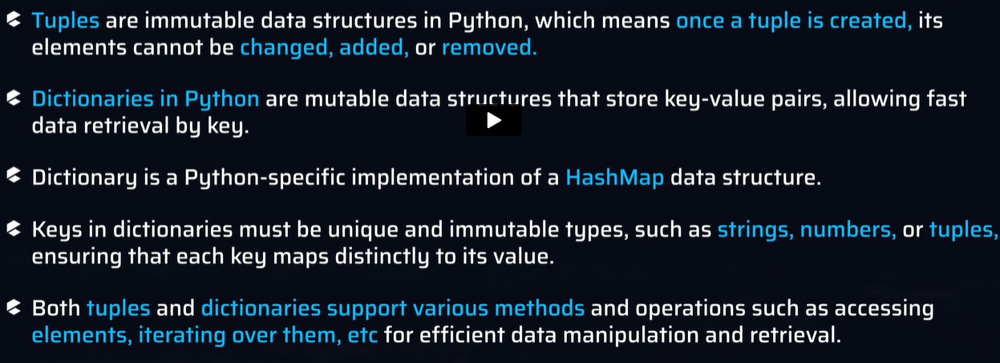 Tuples are immutable data structures in Python, which means once a tuple is created, its
elements cannot be changed, added, or removed.
Dictionaries in Python are mutable data structures that store key-value pairs, allowing fast
data retrieval by key.
Dictionary is a Python-specific implementation of a HashMap data structure.
Keys in dictionaries must be unique and immutable types, such as strings, numbers, or tuples,
ensuring that each key maps distinctly to its value.
Both tuples and dictionaries support various methods and operations such as accessing
elements, iterating over them, etc for efficient data manipulation and retrieval.